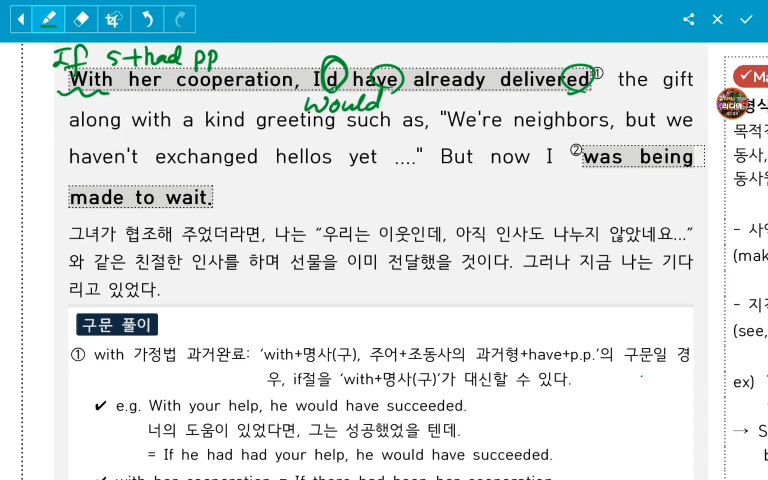 If s+had pp
With her cooperation, I'd have already delivered① the gift
would
along with a kind greeting such as, "We're neighbors, but we
haven't exchanged hellos yet ...." But now I ②was being
made to wait.
그녀가 협조해 주었더라면, 나는 “우리는 이웃인데, 아직 인사도 나누지 않았네요...”
와 같은 친절한 인사를 하며 선물을 이미 전달했을 것이다. 그러나 지금 나는 기다
리고 있었다.
구문 풀이
① with 가정법 과거완료: ‘with+명사(구), 주어+조동사의 과거형+have+p.p.’의 구문일 경
우, if절을 ‘with+명사(구)’가 대신할 수 있다.
✔ e.g. With your help, he would have succeeded.
너의 도움이 있었다면, 그는 성공했었을 텐데.
= If he had had your help, he would have succeeded.
✔ with her cooperation = If there had been her cooperation
✓Ma
명식
목적격
동사,
동사원
- 사역
(mak
- 지각
(see,
ex)
→ S
b